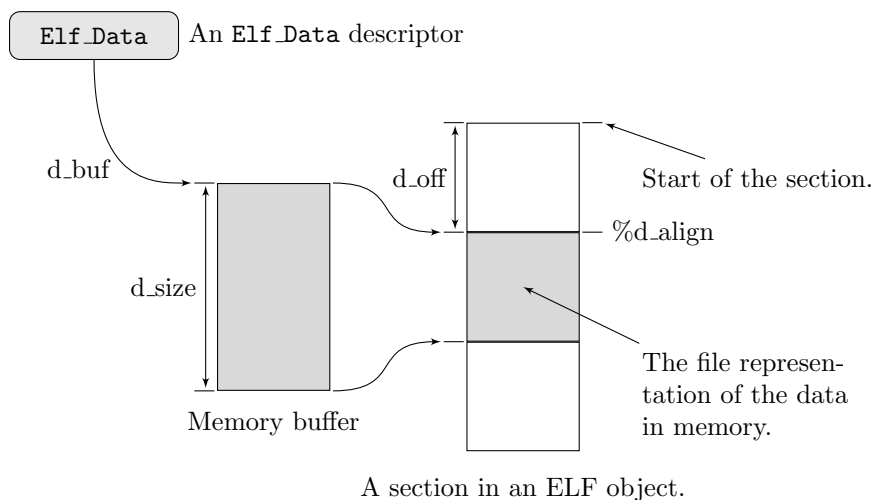 Elf_Data An Elf_Data descriptor
d_buf
d_off
Start of the section.
%d_align
d_size
The file represen-
tation of the data
in memory.
Memory buffer
A section in an ELF object.